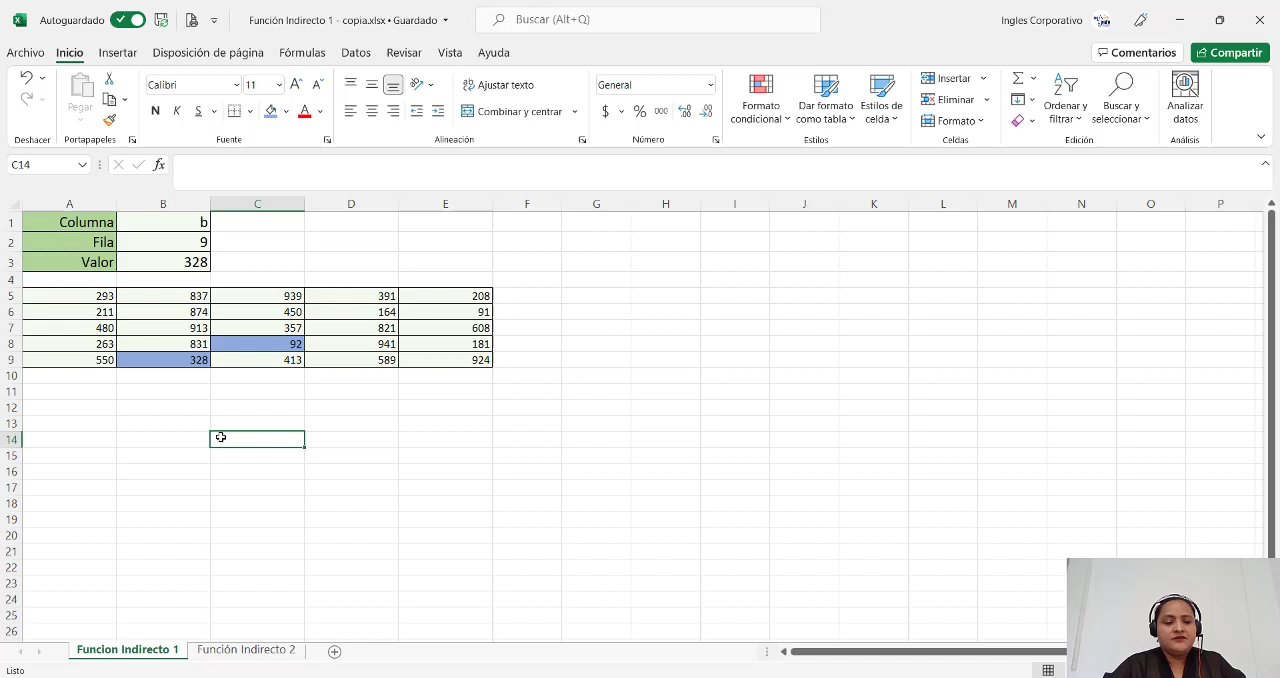 Autoguardado
Función Indirecto 1 - copia.xlsx • Guardado
Buscar (Alt+Q)
Ingles Corporativo
Archivo Inicio Insertar Disposición de página Fórmulas Datos Revisar Vista Ayuda
Comentarios Compartir
Calibri 11
Ajustar texto
General
Insertar
Pegar
Formato condicional
Dar formato como tabla
Estilos de celda
Eliminar
Ordenar y filtrar
Buscar y seleccionar
Analizar datos
N K S
Combinar y centrar
$ % 000
Formato
Deshacer Portapapeles Fuente Alineación Número Estilos Celdas Edición Análisis
C14 fx
A B C D E F G H I J K L M N O P Q
1 Columna b
2 Fila 9
3 Valor 328
4
5 293 837 939 391 208
6 211 874 450 164 91
7 480 913 357 821 608
8 263 831 92 941 181
9 550 328 413 589 924
10
11
12
13
14
15
16
17
18
19
20
21
22
23
24
25
26
Funcion Indirecto 1 Función Indirecto 2
Listo